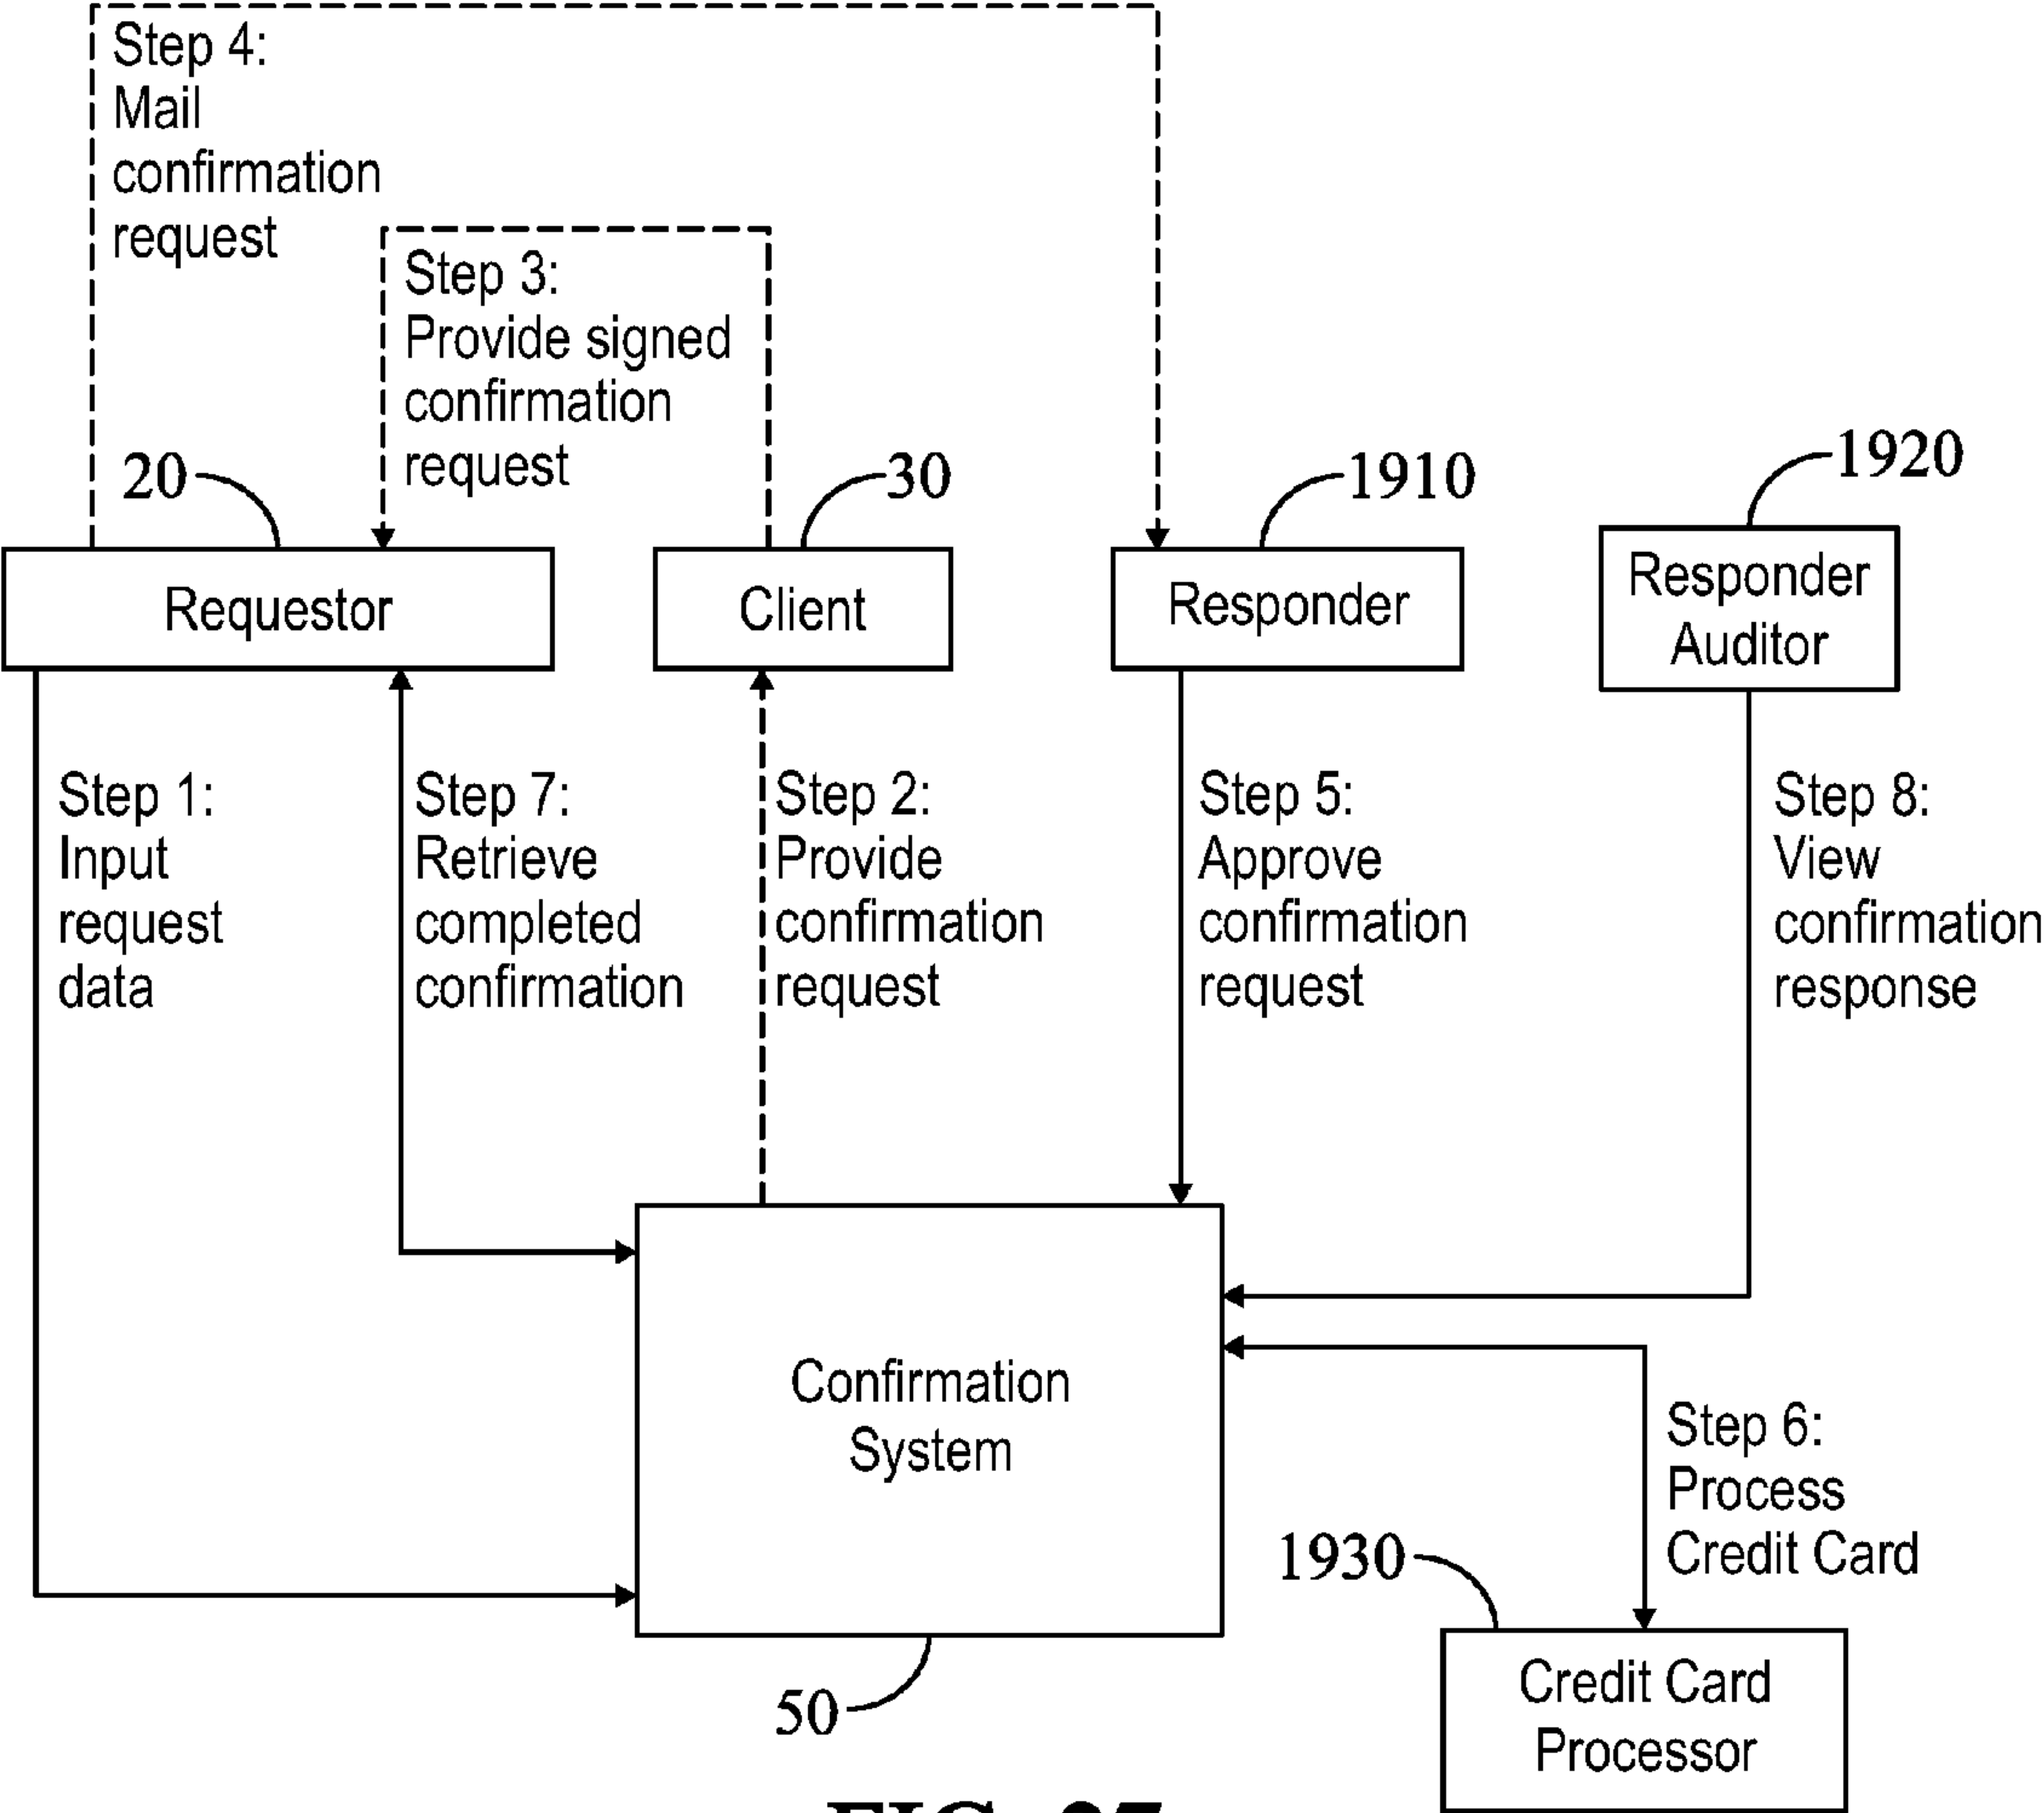 Step 4:
Mail
confirmation
request
Step 3:
Provide signed
confirmation
request
20
30
1910
1920
Requestor
Client
Responder
Responder
Auditor
Step 1:
Input
request
data
Step 7:
Retrieve
completed
confirmation
Step 2:
Provide
confirmation
request
Step 5:
Approve
confirmation
request
Step 8:
View
confirmation
response
Confirmation
System
Step 6:
Process
Credit Card
1930
50
Credit Card
Processor